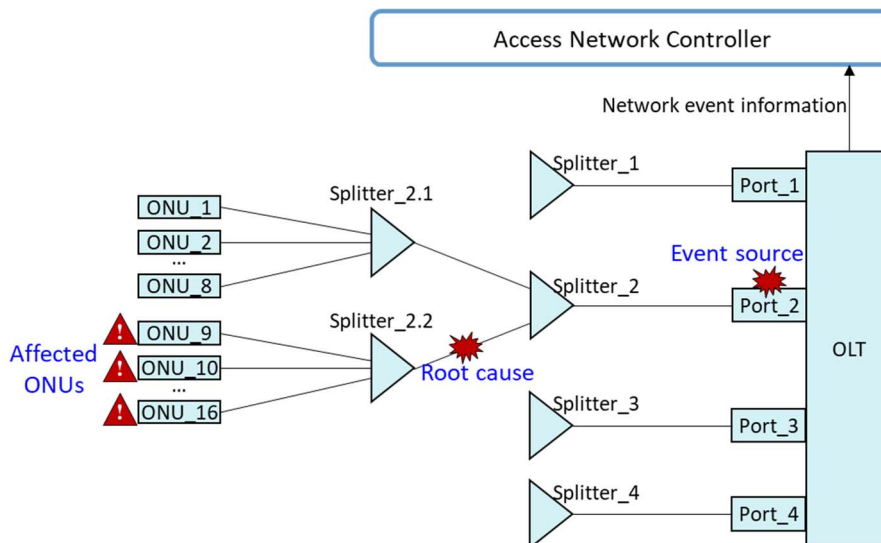 Access Network Controller
Network event information
Splitter_1
Port_1
Splitter_2.1
ONU_1
ONU_2
...
ONU_8
Event source
Splitter_2
Port_2
Splitter_2.2
ONU_9
ONU_10
...
ONU_16
Affected
ONUs
Root cause
OLT
Splitter_3
Port_3
Splitter_4
Port_4
!
!
!